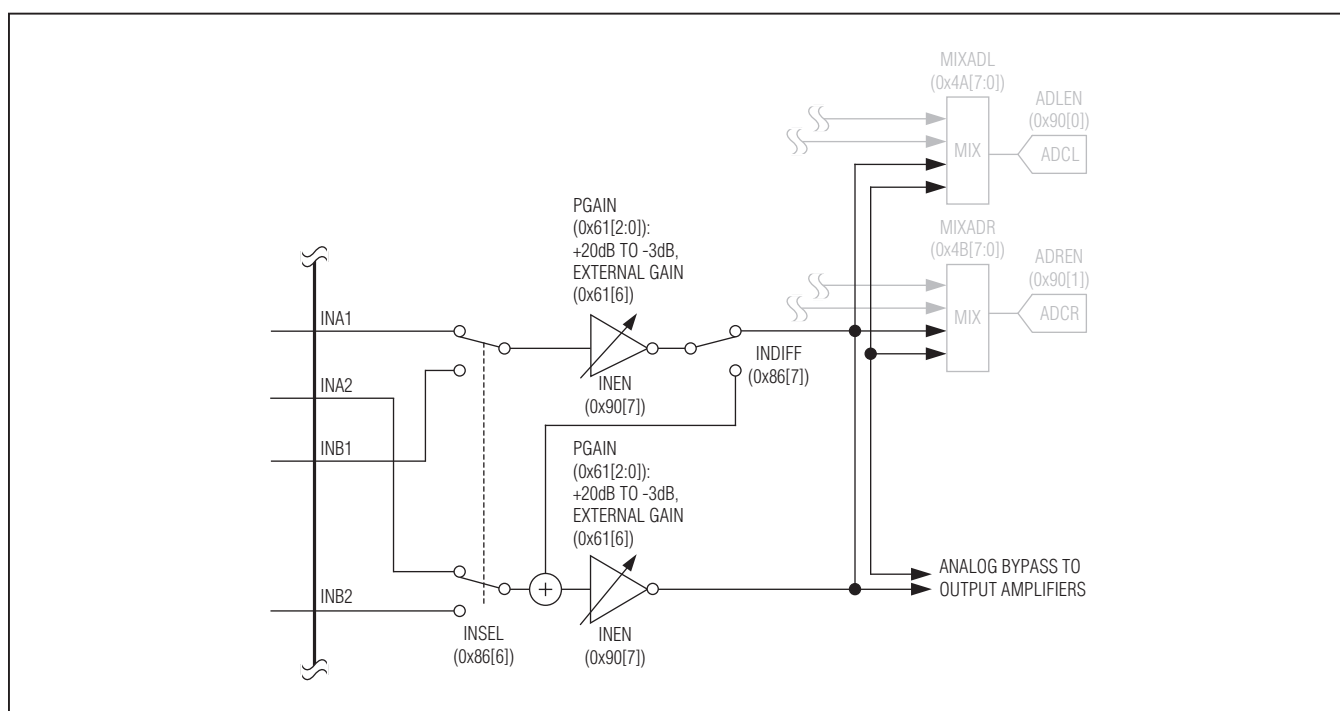 MIXADL
(0x4A[7:0])
ADLEN
(0x90[0])
MIX
ADCL
PGAIN
(0x61[2:0]):
+20dB TO -3dB,
EXTERNAL GAIN
(0x61[6])
MIXADR
(0x4B[7:0])
ADREN
(0x90[1])
MIX
ADCR
INA1
INDIFF
(0x86[7])
INA2
INEN
(0x90[7])
INB1
PGAIN
(0x61[2:0]):
+20dB TO -3dB,
EXTERNAL GAIN
(0x61[6])
+
ANALOG BYPASS TO
OUTPUT AMPLIFIERS
INB2
INSEL
(0x86[6])
INEN
(0x90[7])